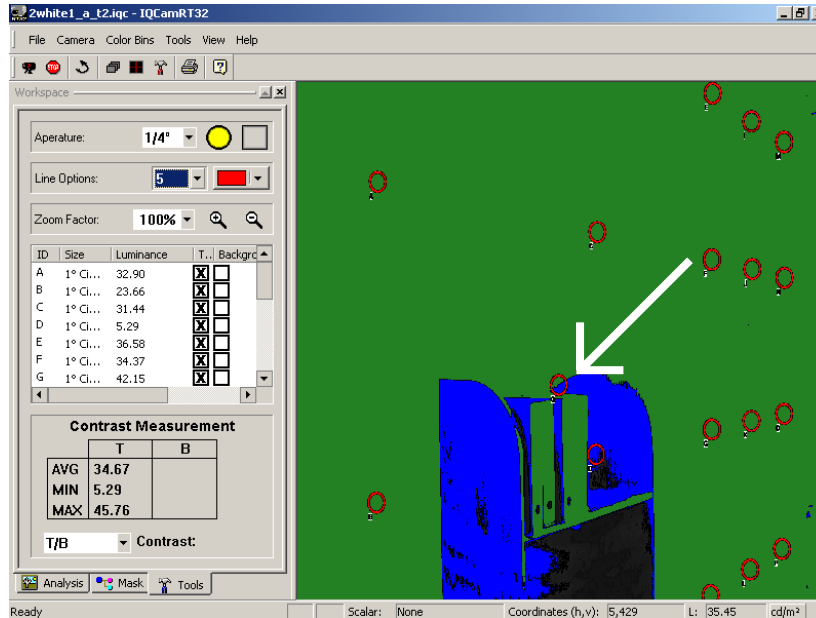 2white1_a_t2.iqc - IQCamRT32
File Camera Color Bins Tools View Help
STOP
Workspace
Aperature: 1/4°
Line Options: 5
Zoom Factor: 100%
ID Size Luminance T.. Backgrc
A 1° Ci... 32.90 X
B 1° Ci... 23.66 X
C 1° Ci... 31.44 X
D 1° Ci... 5.29 X
E 1° Ci... 36.58 X
F 1° Ci... 34.37 X
G 1° Ci... 42.15 X
Contrast Measurement
T B
AVG 34.67
MIN 5.29
MAX 45.76
T/B Contrast:
Analysis Mask Tools
Ready Scalar: None Coordinates (h,v): 5,429 L: 35.45 cd/m²